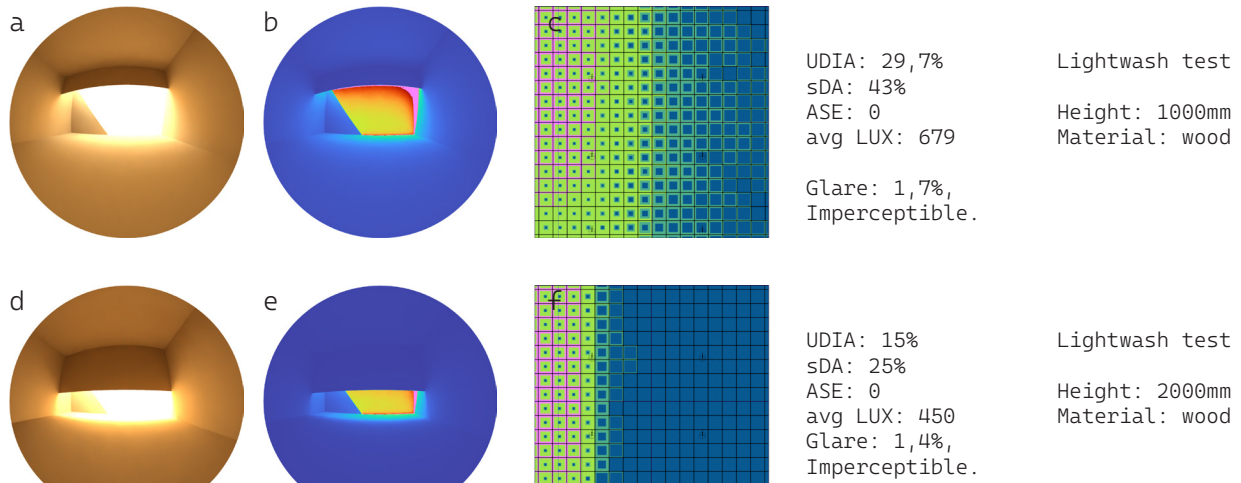 a
b
c
UDIA: 29,7%
sDA: 43%
ASE: 0
avg LUX: 679
Glare: 1,7%,
Imperceptible.
Lightwash test
Height: 1000mm
Material: wood
d
e
f
UDIA: 15%
sDA: 25%
ASE: 0
avg LUX: 450
Glare: 1,4%,
Imperceptible.
Lightwash test
Height: 2000mm
Material: wood